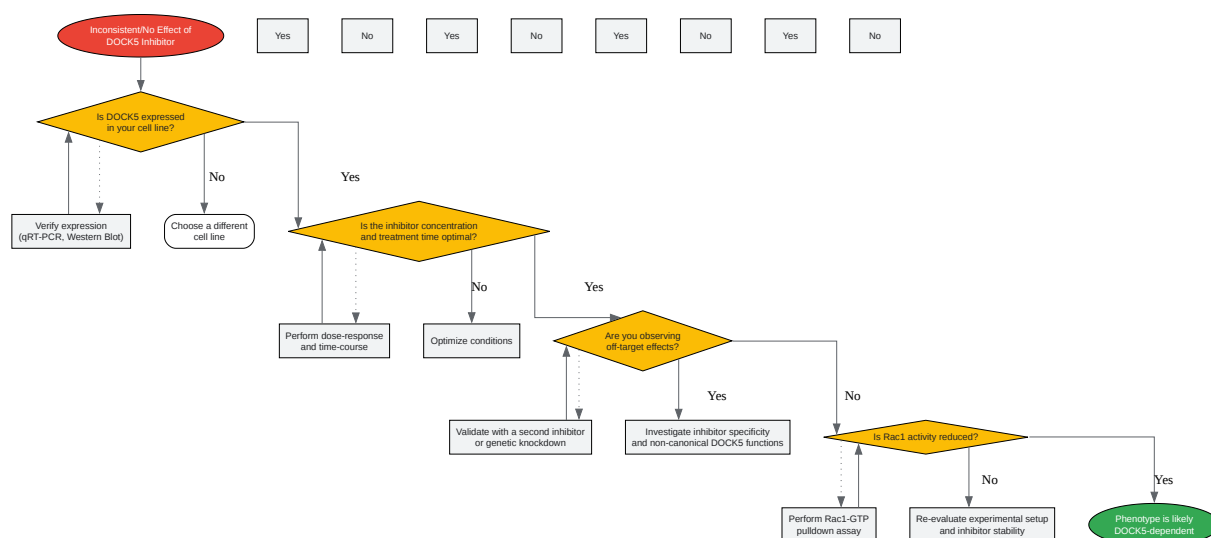 Inconsistent/No Effect of
DOCK5 Inhibitor
Yes
No
Yes
No
Yes
No
Yes
No
Is DOCK5 expressed
in your cell line?
No
Yes
Verify expression
(qRT-PCR, Western Blot)
Choose a different
cell line
Is the inhibitor concentration
and treatment time optimal?
No
Yes
Perform dose-response
and time-course
Optimize conditions
Are you observing
off-target effects?
Yes
No
Validate with a second inhibitor
or genetic knockdown
Investigate inhibitor specificity
and non-canonical DOCK5 functions
Is Rac1 activity reduced?
No
Yes
Perform Rac1-GTP
pulldown assay
Re-evaluate experimental setup
and inhibitor stability
Phenotype is likely
DOCK5-dependent